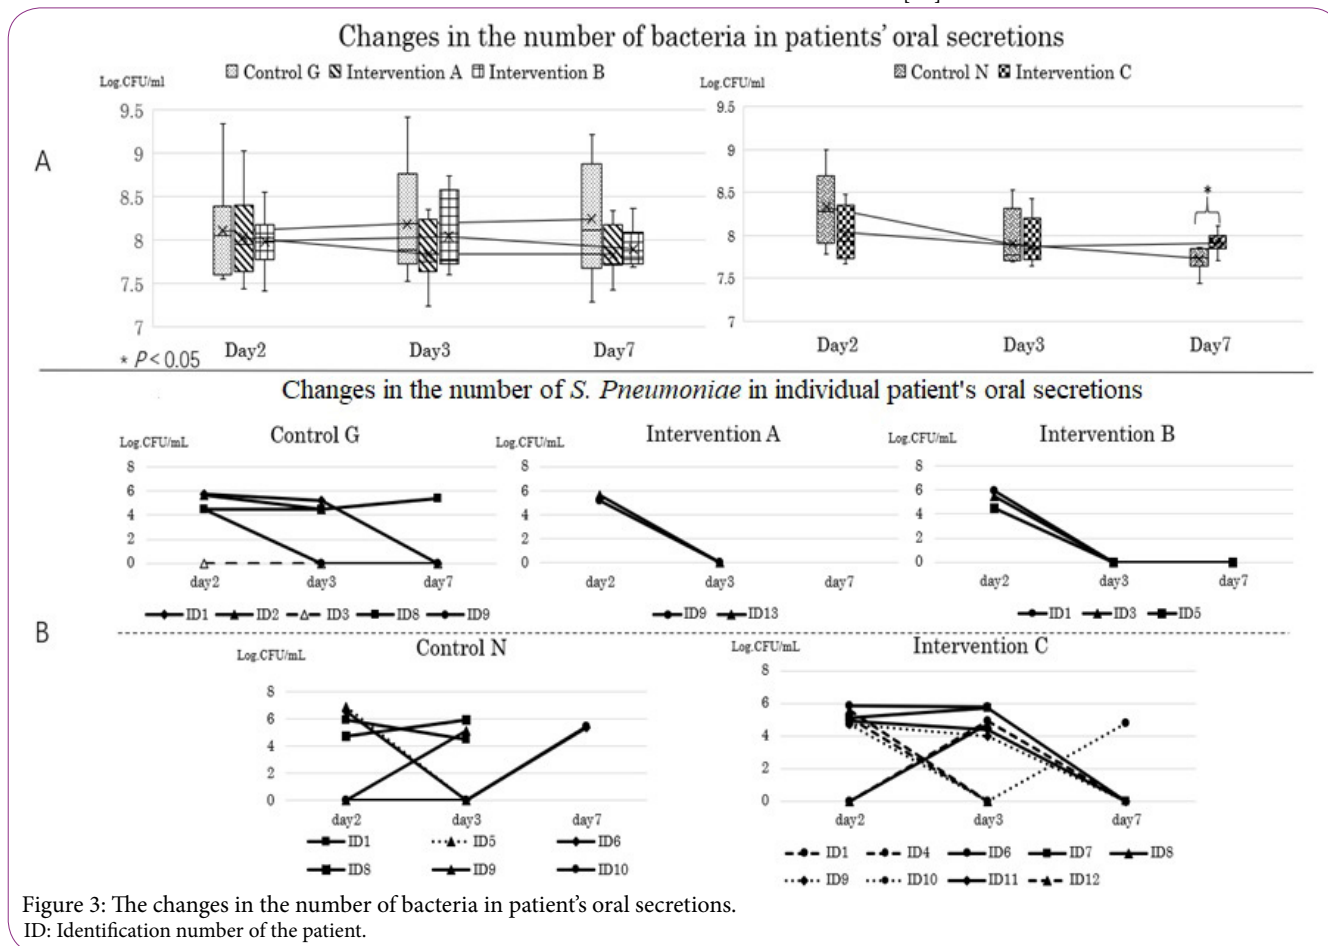 Changes in the number of bacteria in patients' oral secretions
Log.CFU/ml
Control G Intervention A Intervention B
Log.CFU/ml
Control N Intervention C
A
9.5
9
8.5
8
7.5
7
Day2 Day3 Day7
9.5
9
8.5
8
7.5
7
*
Day2 Day3 Day7
* P < 0.05
Changes in the number of S. Pneumoniae in individual patient's oral secretions
B
Control G
Log.CFU/mL
8
6
4
2
0
day2 day3 day7
ID1 ID2 ID3 ID8 ID9
Intervention A
Log.CFU/mL
8
6
4
2
0
day2 day3 day7
ID9 ID13
Intervention B
Log.CFU/mL
8
6
4
2
0
day2 day3 day7
ID1 ID3 ID5
Control N
Log.CFU/mL
8
6
4
2
0
day2 day3 day7
ID1 ID5 ID6
ID8 ID9 ID10
Intervention C
Log.CFU/mL
8
6
4
2
0
day2 day3 day7
ID1 ID4 ID6 ID7 ID8
ID9 ID10 ID11 ID12
Figure 3: The changes in the number of bacteria in patient's oral secretions.
ID: Identification number of the patient.